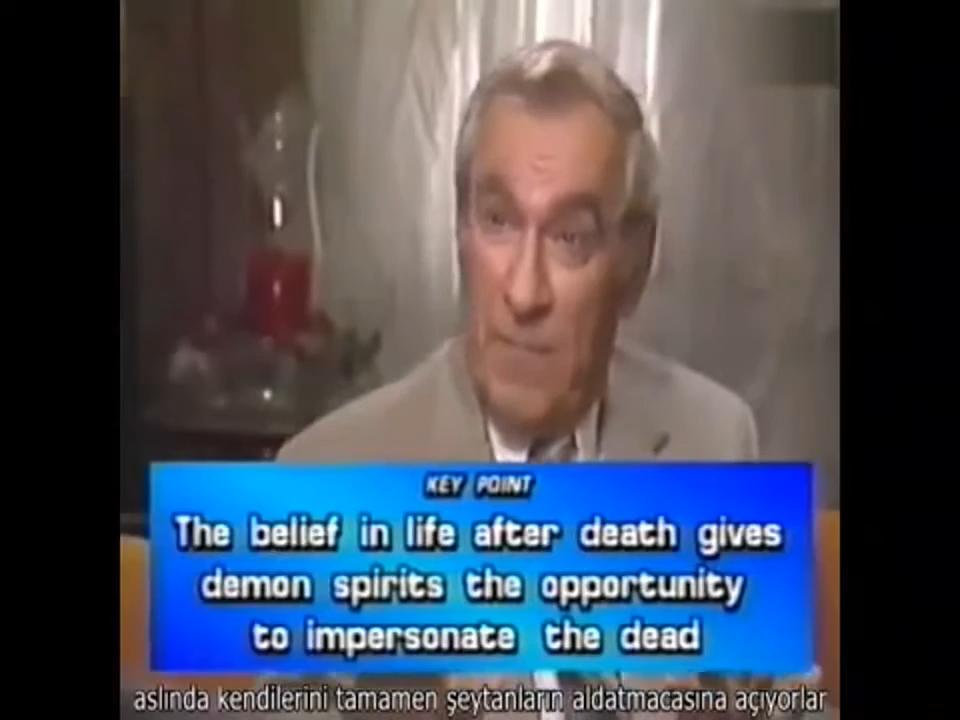 KEY POINT
The belief in life after death gives
demon spirits the opportunity
to impersonate the dead
aslında kendilerini tamamen şeytanların aldatmacasına açıyorlar